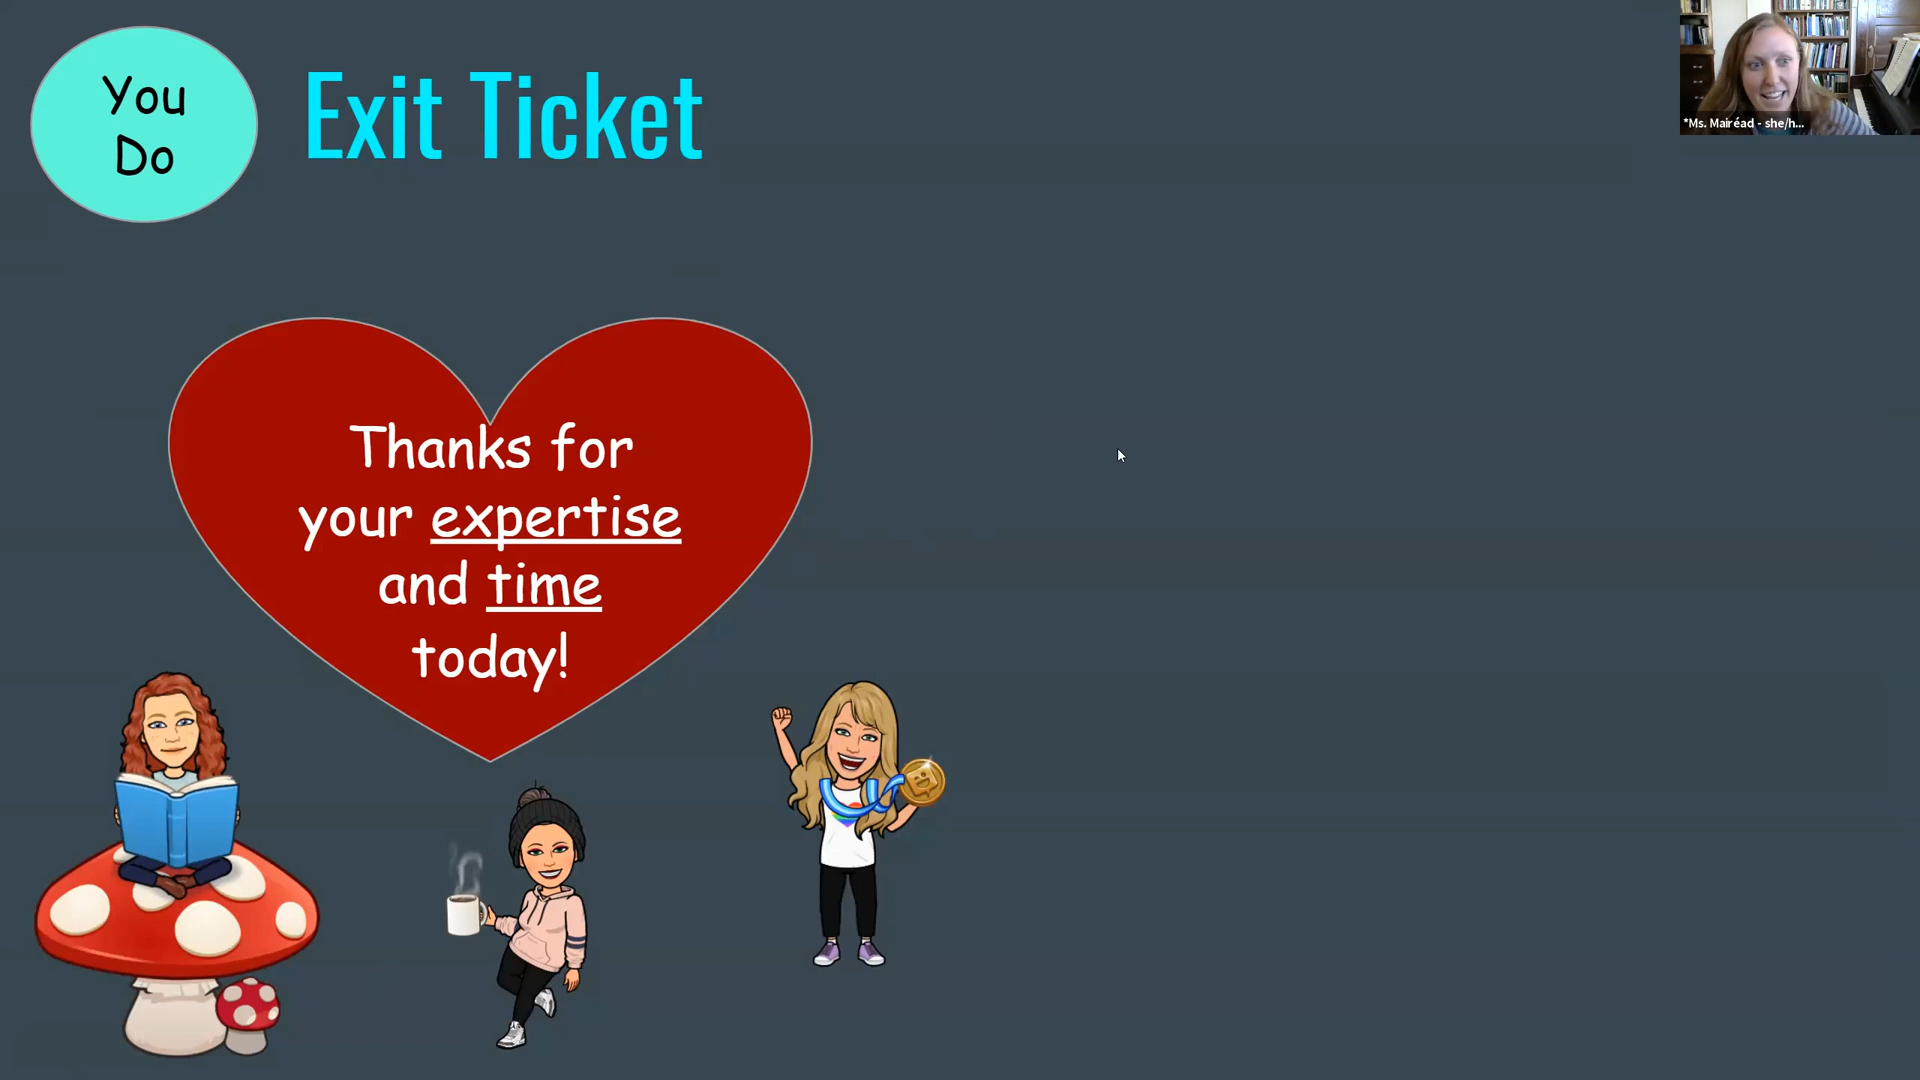 You
Do
Exit Ticket
*Ms. Mairéad - she/h...
Thanks for
your expertise
and time
today!